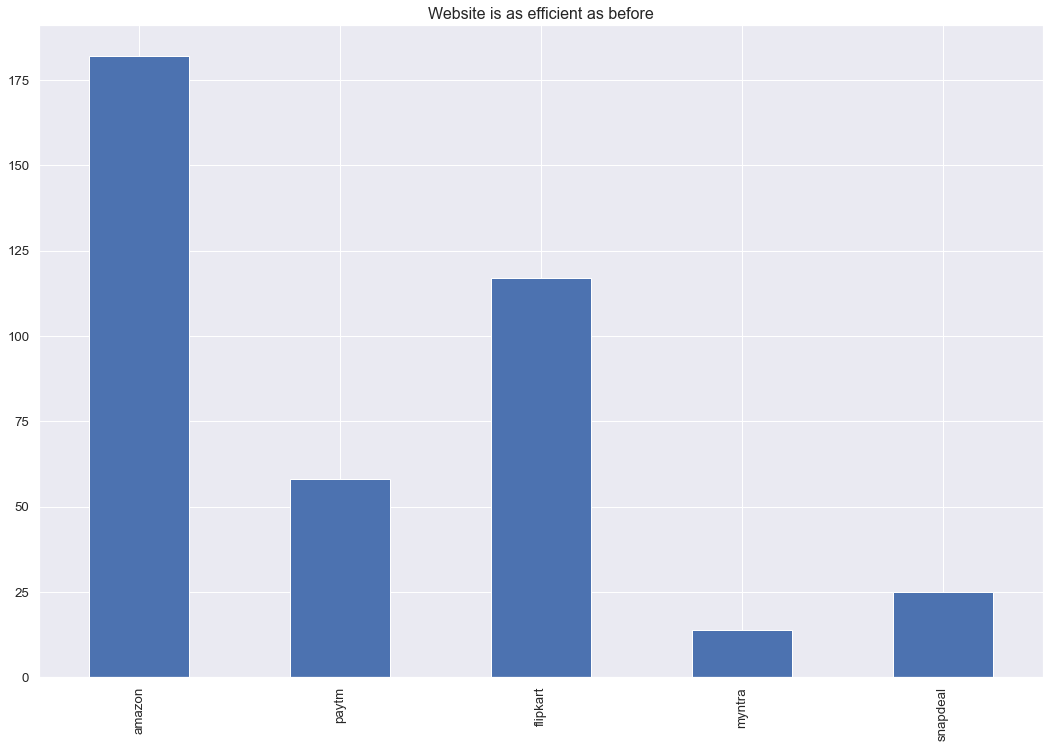 Website is as efficient as before
175
150
125
100
75
50
25
0
amazon
paytm
flipkart
myntra
snapdeal